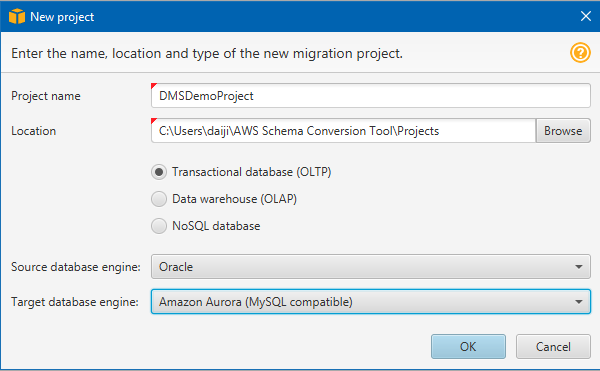 New project
Enter the name, location and type of the new migration project.
?
Project name DMSDemoProject
Location C:\Users\daiji\AWS Schema Conversion Tool\Projects Browse
Transactional database (OLTP)
Data warehouse (OLAP)
NoSQL database
Source database engine: Oracle
Target database engine: Amazon Aurora (MySQL compatible)
OK Cancel